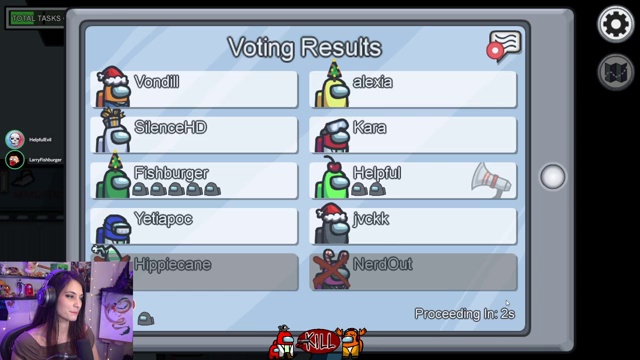 TOTAL TASKS
Voting Results
Vondill
alexia
SilenceHD
Kara
HelpfulEvil
LarryFishburger
Fishburger
Helpful
Yetiapoc
jvckk
Hippiecane
NerdOut
Proceeding In: 2s
KILL